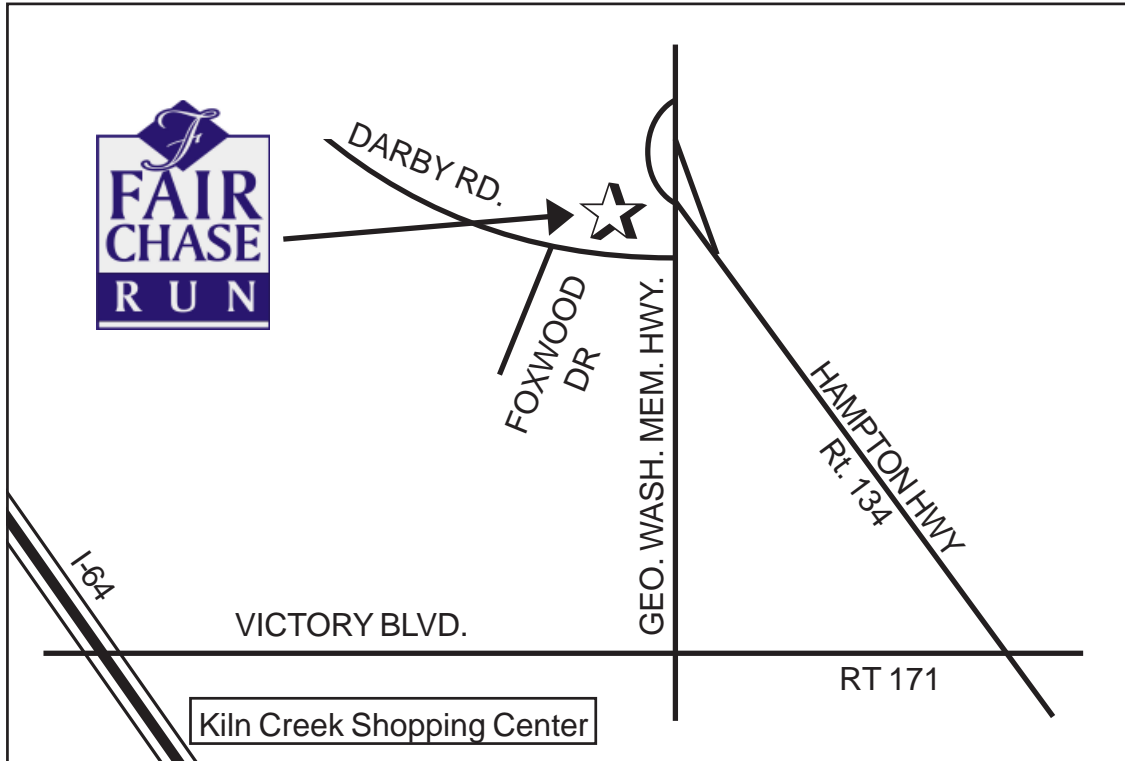 F
FAIR
CHASE
RUN
DARBY RD.
FOXWOOD
DR
GEO. WASH. MEM. HWY.
HAMPTON HWY
Rt. 134
I-64
VICTORY BLVD.
RT 171
Kiln Creek Shopping Center